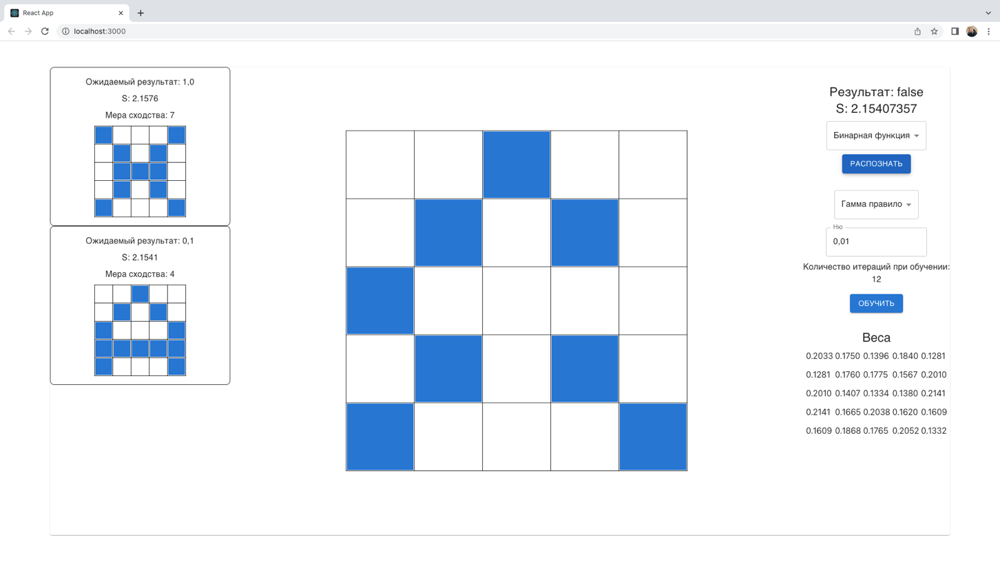 React App
localhost:3000
Ожидаемый результат: 1,0
S: 2.1576
Мера сходства: 7
Ожидаемый результат: 0,1
S: 2.1541
Мера сходства: 4
Результат: false
S: 2.15407357
Бинарная функция
РАСПОЗНАТЬ
Гамма правило
Ню
0,01
Количество итераций при обучении:
12
ОБУЧИТЬ
Веса
0.2033 0.1750 0.1396 0.1840 0.1281
0.1281 0.1760 0.1775 0.1567 0.2010
0.2010 0.1407 0.1334 0.1380 0.2141
0.2141 0.1665 0.2038 0.1620 0.1609
0.1609 0.1868 0.1765 0.2052 0.1332